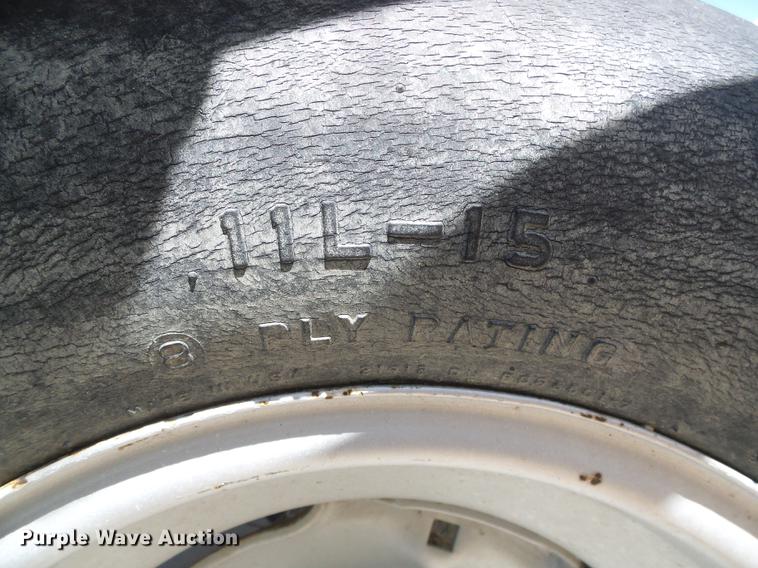 11L-15
8 PLY RATING
Purple Wave Auction